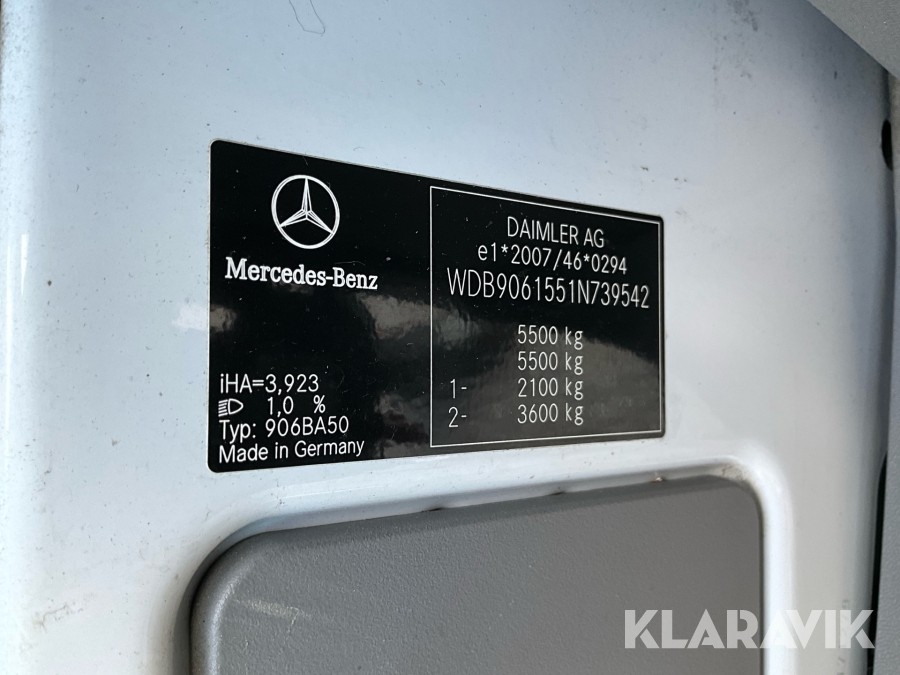 Mercedes-Benz
iHA=3,923
1,0 %
Typ: 906BA50
Made in Germany
DAIMLER AG
e1*2007/46*0294
WDB9061551N739542
5500 kg
5500 kg
1- 2100 kg
2- 3600 kg
KLARAVIK